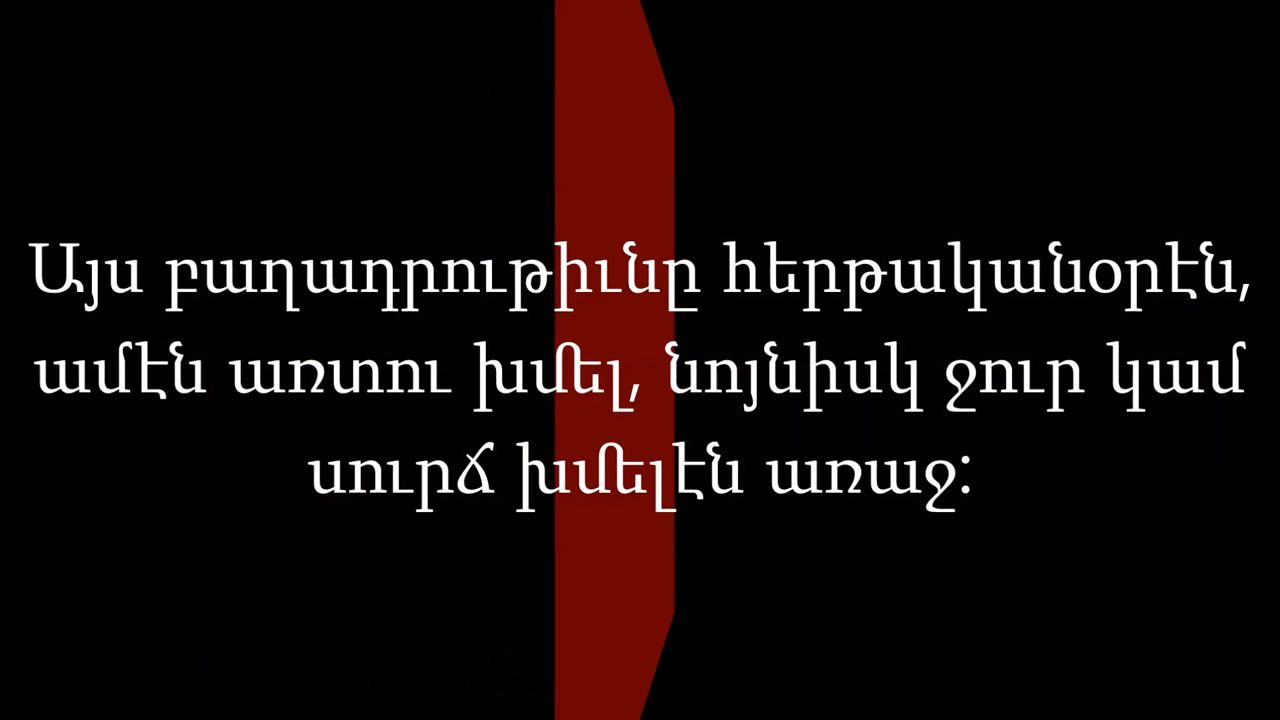 Այս բաղադրութիւնը հերթականօրէն,
ամէն առտու խմել, նոյնիսկ ջուր կամ
սուրճ խմելէն առաջ: